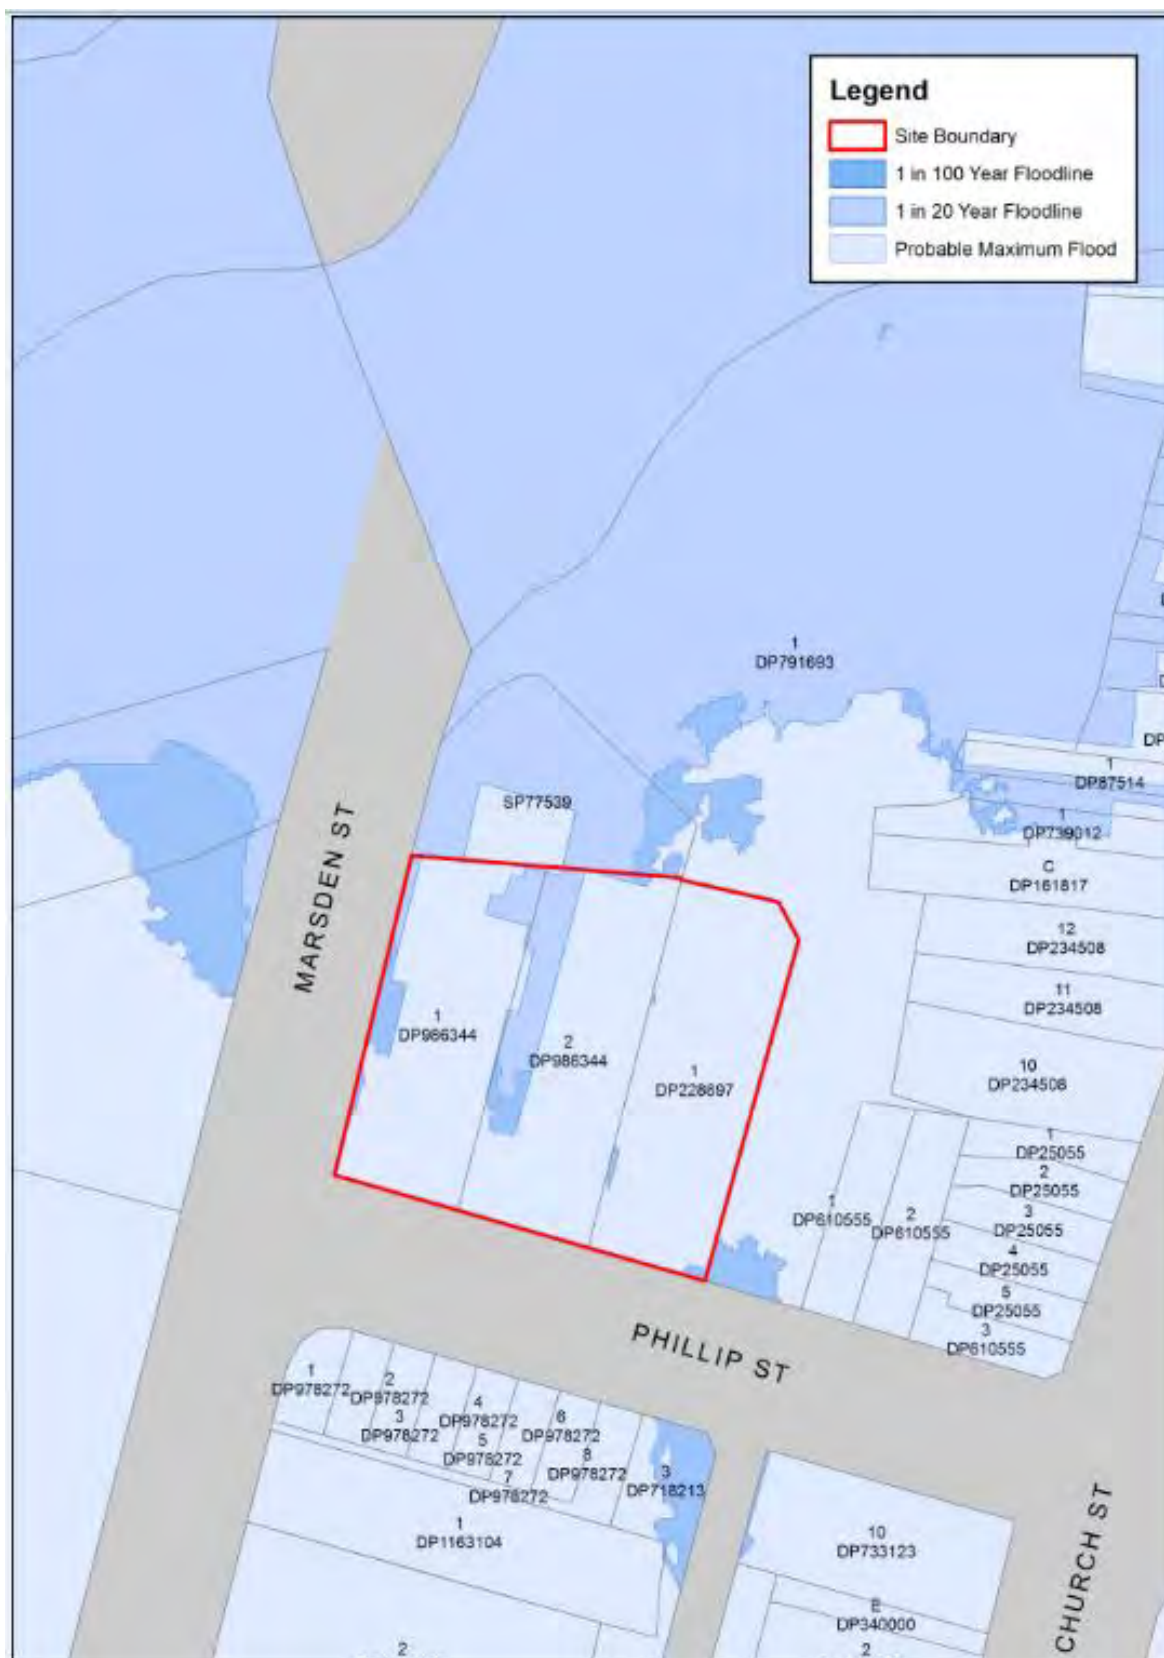 Legend
Site Boundary
1 in 100 Year Floodline
1 in 20 Year Floodline
Probable Maximum Flood
1
DP791693
DP
1
DP87514
SP77539
1
DP739012
C
DP161817
12
DP234508
11
DP234508
10
DP234508
MARSDEN ST
1
DP986344
2
DP986344
1
DP228697
1
DP25055
2
DP25055
3
DP25055
4
DP25055
5
DP25055
3
DP610555
1
DP610555
2
DP610555
PHILLIP ST
1
DP978272
2
DP978272
3
DP978272
4
DP978272
5
DP978272
6
DP978272
7
DP978272
8
DP978272
3
DP718213
1
DP1163104
10
DP733123
E
DP340000
2
2
CHURCH ST